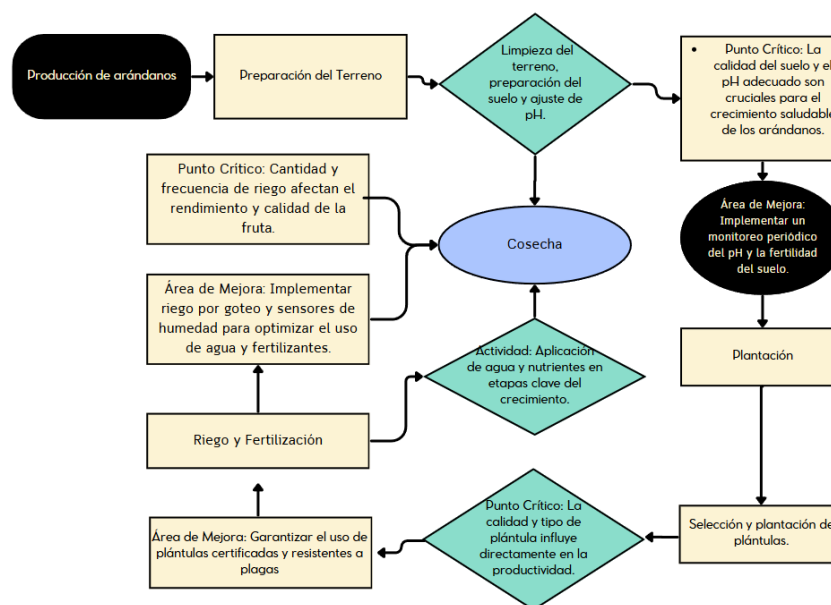 Producción de arándanos
Preparación del Terreno
Limpieza del
terreno,
preparación del
suelo y ajuste de
pH.
• Punto Crítico: La
calidad del suelo y el
pH adecuado son
cruciales para el
crecimiento saludable
de los arándanos.
Punto Crítico: Cantidad y
frecuencia de riego afectan el
rendimiento y calidad de la
fruta.
Cosecha
Área de Mejora:
Implementar un
monitoreo periódico
del pH y la fertilidad
del suelo.
Área de Mejora: Implementar
riego por goteo y sensores de
humedad para optimizar el uso
de agua y fertilizantes.
Actividad: Aplicación
de agua y nutrientes en
etapas clave del
crecimiento.
Plantación
Riego y Fertilización
Punto Crítico: La
calidad y tipo de
plántula influye
directamente en la
productividad.
Selección y plantación de
plántulas.
Área de Mejora: Garantizar el uso de
plántulas certificadas y resistentes a
plagas